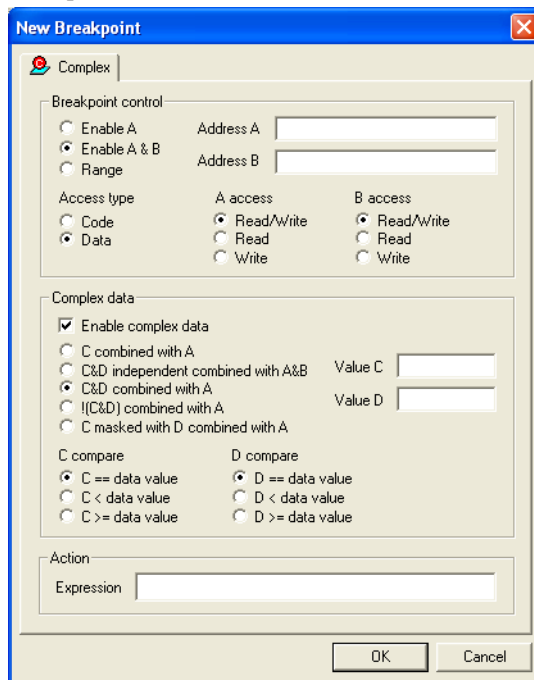 New Breakpoint
Complex
Breakpoint control
Enable A Address A
Enable A & B
Range Address B
Access type A access B access
Code Read/Write Read/Write
Data Read Read
Write Write
Complex data
Enable complex data
C combined with A
C&D independent combined with A&B Value C
C&D combined with A
!(C&D) combined with A Value D
C masked with D combined with A
C compare D compare
C == data value D == data value
C < data value D < data value
C >= data value D >= data value
Action
Expression
OK Cancel